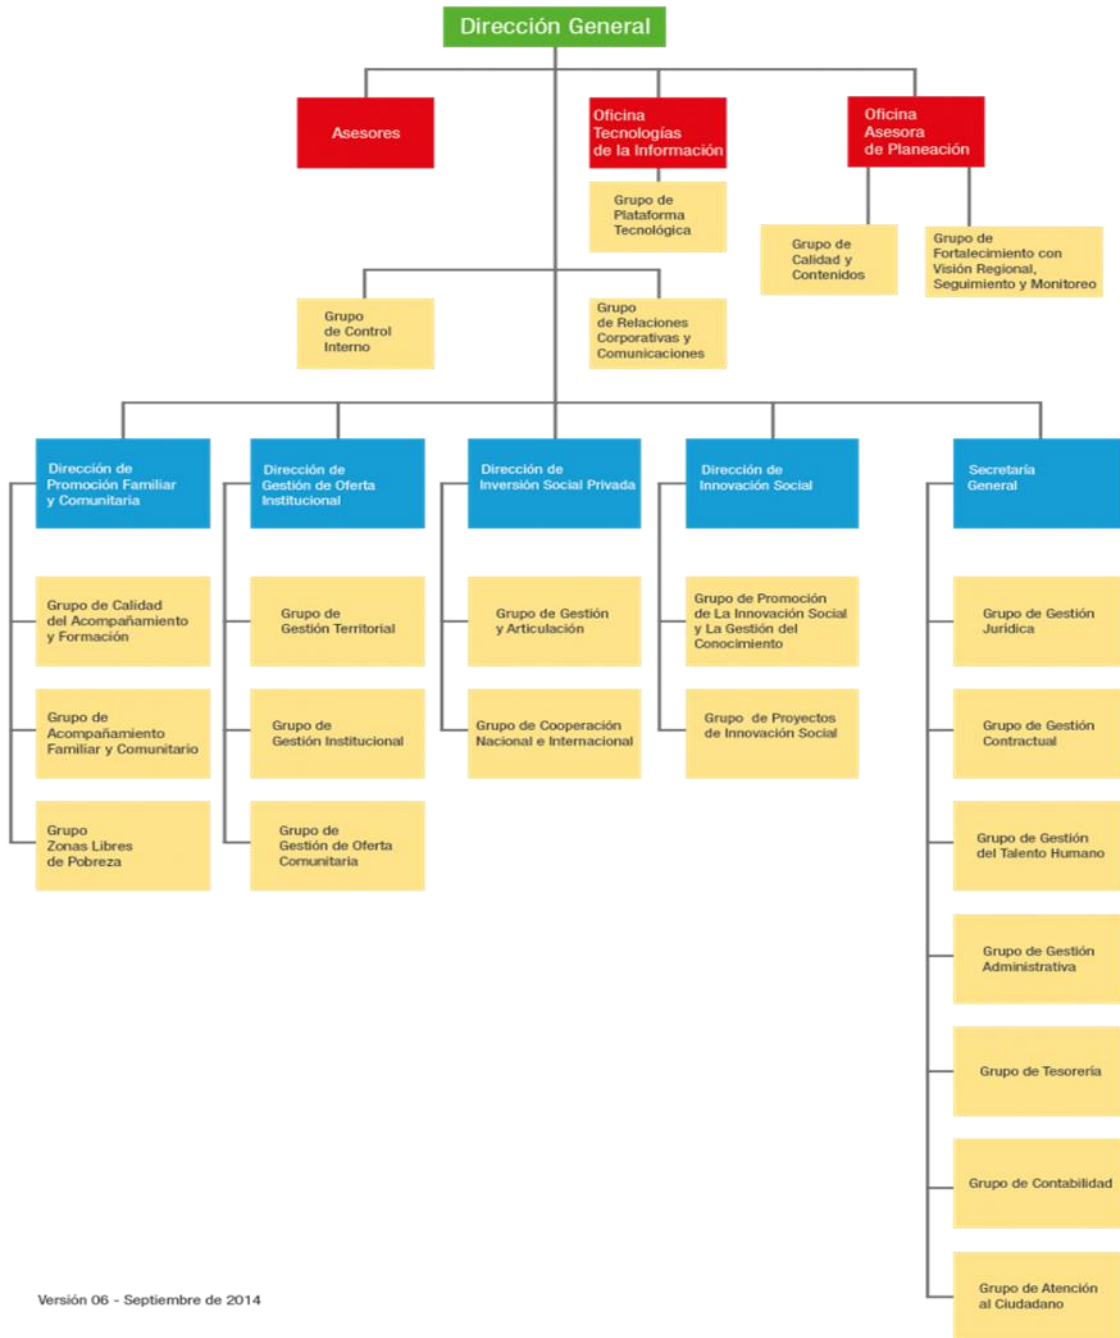 Dirección General
Asesores
Oficina
Tecnologías
de la Información
Oficina
Asesora
de Planeación
Grupo de
Plataforma
Tecnológica
Grupo de
Calidad y
Contenidos
Grupo de
Fortalecimiento con
Visión Regional,
Seguimiento y Monitoreo
Grupo
de Control
Interno
Grupo
de Relaciones
Corporativas y
Comunicaciones
Dirección de
Promoción Familiar
y Comunitaria
Dirección de
Gestión de Oferta
Institucional
Dirección de
Inversión Social Privada
Dirección de
Innovación Social
Secretaría
General
Grupo de Calidad
del Acompañamiento
y Formación
Grupo de
Gestión Territorial
Grupo de Gestión
y Articulación
Grupo de Promoción
de La Innovación Social
y La Gestión del
Conocimiento
Grupo de Gestión
Jurídica
Grupo de
Acompañamiento
Familiar y Comunitario
Grupo de
Gestión Institucional
Grupo de Cooperación
Nacional e Internacional
Grupo de Proyectos
de Innovación Social
Grupo de Gestión
Contractual
Grupo
Zonas Libres
de Pobreza
Grupo de
Gestión de Oferta
Comunitaria
Grupo de Gestión
del Talento Humano
Grupo de Gestión
Administrativa
Grupo de Tesorería
Grupo de Contabilidad
Grupo de Atención
al Ciudadano
Versión 06 - Septiembre de 2014